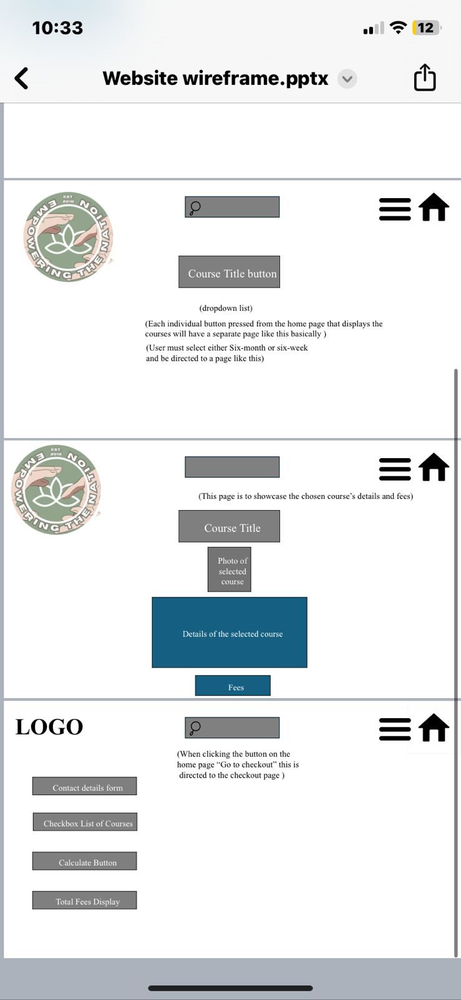 10:33
12
Website wireframe.pptx
EST
2010
EMPOWERING THE NATION
Course Title button
(dropdown list)
(Each individual button pressed from the home page that displays the
courses will have a separate page like this basically )
(User must select either Six-month or six-week
and be directed to a page like this)
EST
2010
EMPOWERING THE NATION
(This page is to showcase the chosen course’s details and fees)
Course Title
Photo of
selected
course
Details of the selected course
Fees
LOGO
(When clicking the button on the
home page “Go to checkout” this is
directed to the checkout page )
Contact details form
Checkbox List of Courses
Calculate Button
Total Fees Display